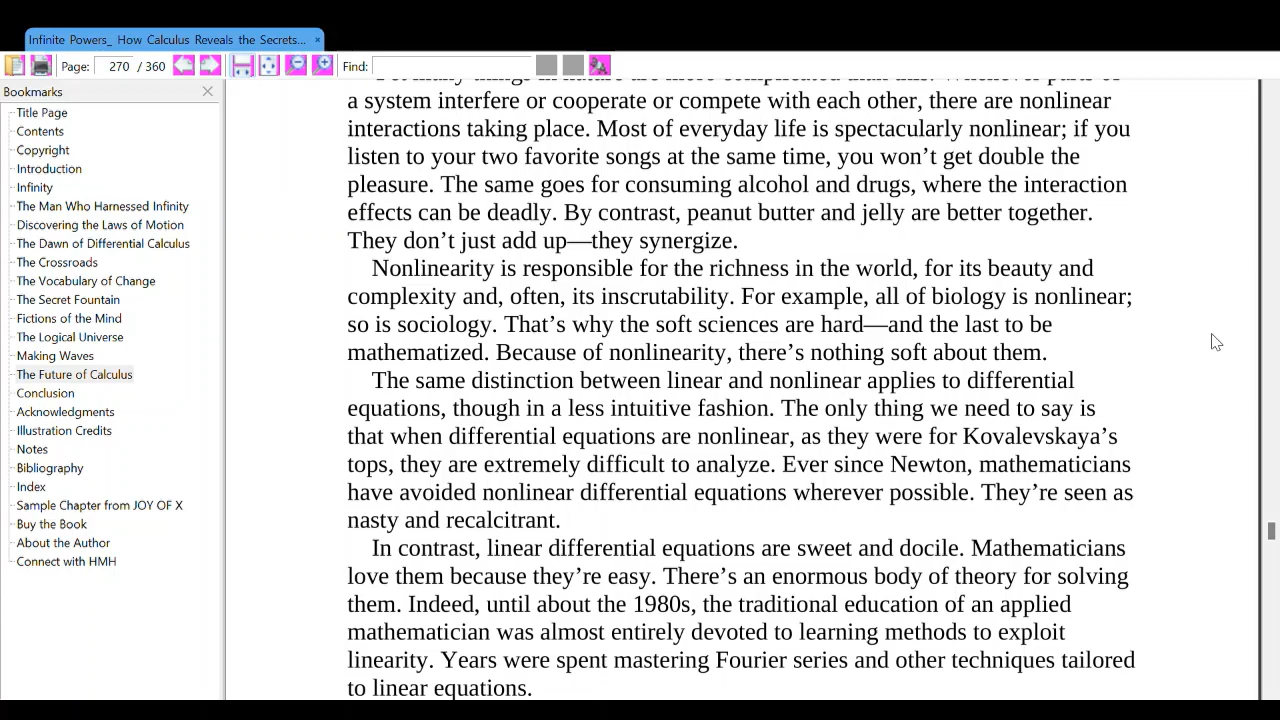 Infinite Powers_ How Calculus Reveals the Secrets... ×
Page: 270 / 360 Find:
Bookmarks
Title Page
Contents
Copyright
Introduction
Infinity
The Man Who Harnessed Infinity
Discovering the Laws of Motion
The Dawn of Differential Calculus
The Crossroads
The Vocabulary of Change
The Secret Fountain
Fictions of the Mind
The Logical Universe
Making Waves
The Future of Calculus
Conclusion
Acknowledgments
Illustration Credits
Notes
Bibliography
Index
Sample Chapter from JOY OF X
Buy the Book
About the Author
Connect with HMH
a system interfere or cooperate or compete with each other, there are nonlinear
interactions taking place. Most of everyday life is spectacularly nonlinear; if you
listen to your two favorite songs at the same time, you won’t get double the
pleasure. The same goes for consuming alcohol and drugs, where the interaction
effects can be deadly. By contrast, peanut butter and jelly are better together.
They don’t just add up—they synergize.
Nonlinearity is responsible for the richness in the world, for its beauty and
complexity and, often, its inscrutability. For example, all of biology is nonlinear;
so is sociology. That’s why the soft sciences are hard—and the last to be
mathematized. Because of nonlinearity, there’s nothing soft about them.
The same distinction between linear and nonlinear applies to differential
equations, though in a less intuitive fashion. The only thing we need to say is
that when differential equations are nonlinear, as they were for Kovalevskaya’s
tops, they are extremely difficult to analyze. Ever since Newton, mathematicians
have avoided nonlinear differential equations wherever possible. They’re seen as
nasty and recalcitrant.
In contrast, linear differential equations are sweet and docile. Mathematicians
love them because they’re easy. There’s an enormous body of theory for solving
them. Indeed, until about the 1980s, the traditional education of an applied
mathematician was almost entirely devoted to learning methods to exploit
linearity. Years were spent mastering Fourier series and other techniques tailored
to linear equations.